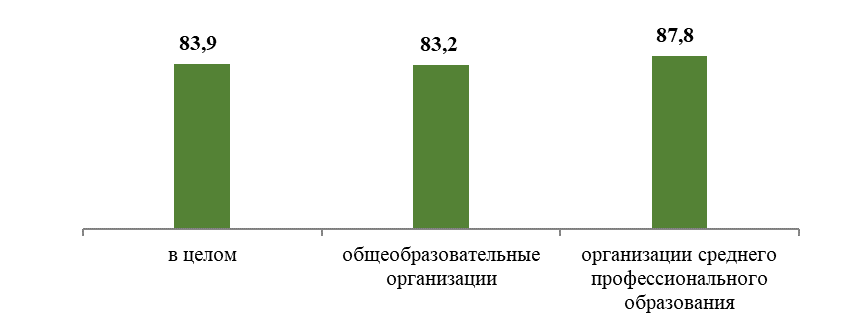 83,9
83,2
87,8
в целом
общеобразовательные
организации
организации среднего
профессионального
образования